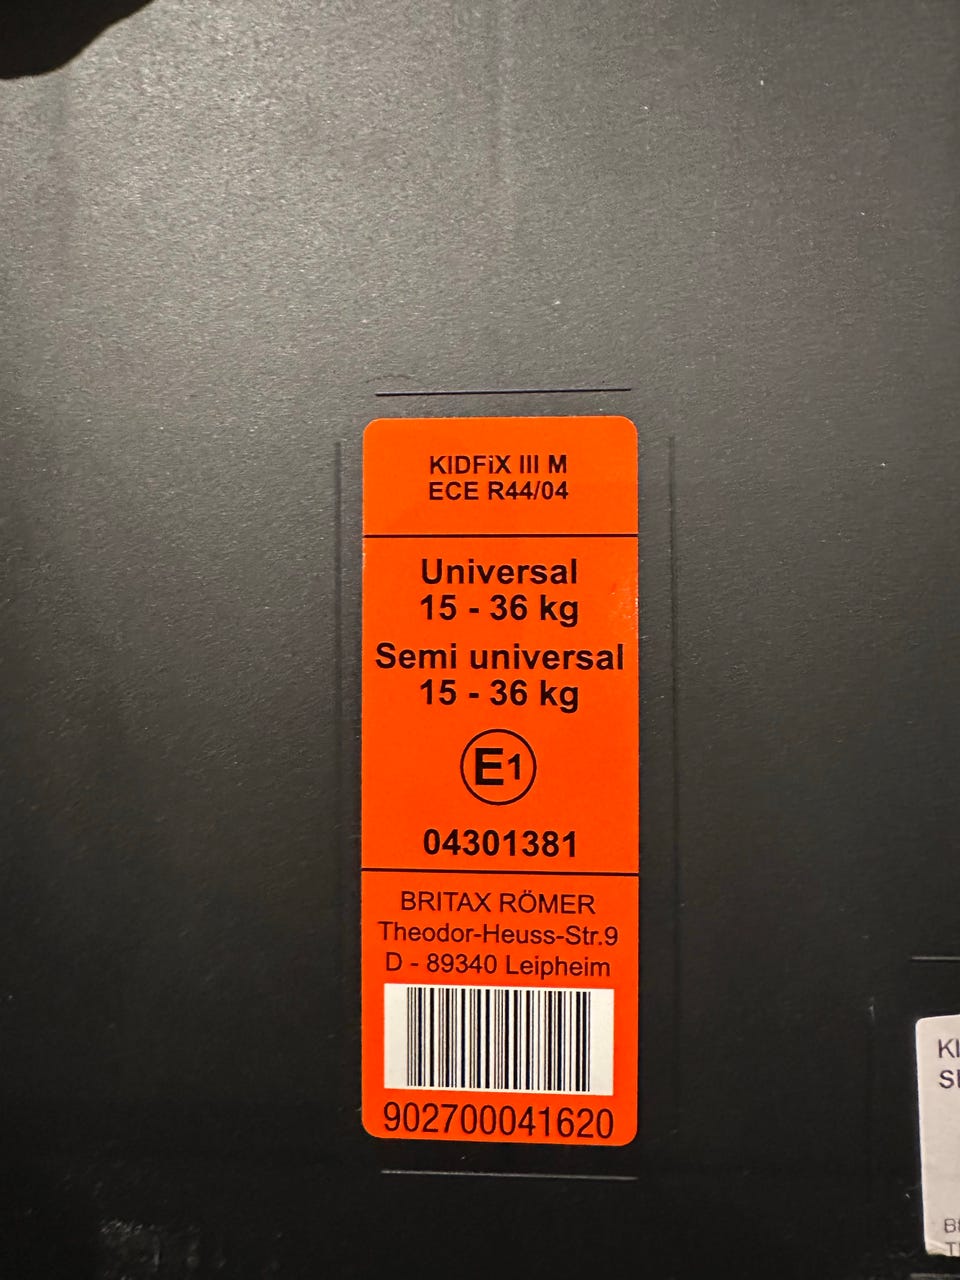 KIDFiX III M
ECE R44/04
Universal
15 - 36 kg
Semi universal
15 - 36 kg
E1
04301381
BRITAX RÖMER
Theodor-Heuss-Str.9
D - 89340 Leipheim
902700041620